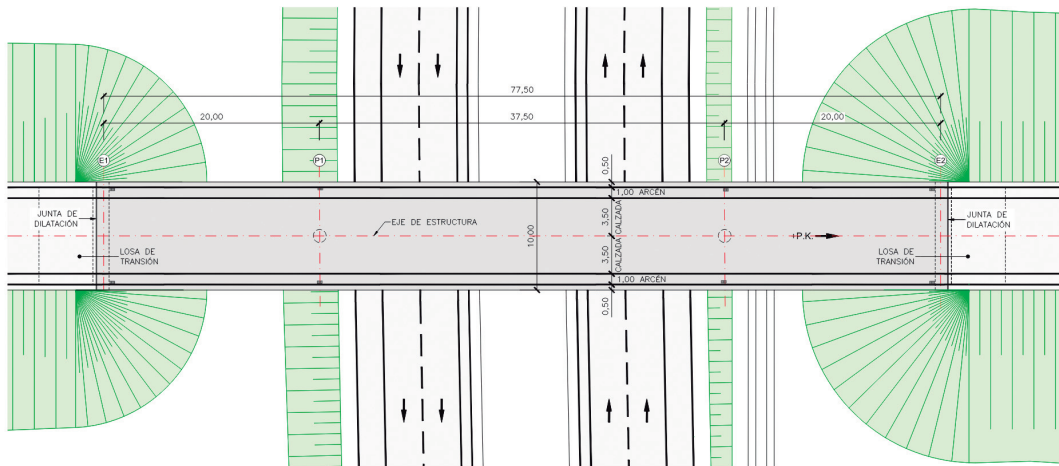 77,50
20,00
37,50
20,00
E1
P1
P2
E2
0,50
1,00 ARCÉN
JUNTA DE
DILATACIÓN
EJE DE ESTRUCTURA
10,00
3,50
CALZADA
3,50
CALZADA
+P.K.
JUNTA DE
DILATACIÓN
LOSA DE
TRANSIÓN
LOSA DE
TRANSIÓN
1,00 ARCÉN
0,50